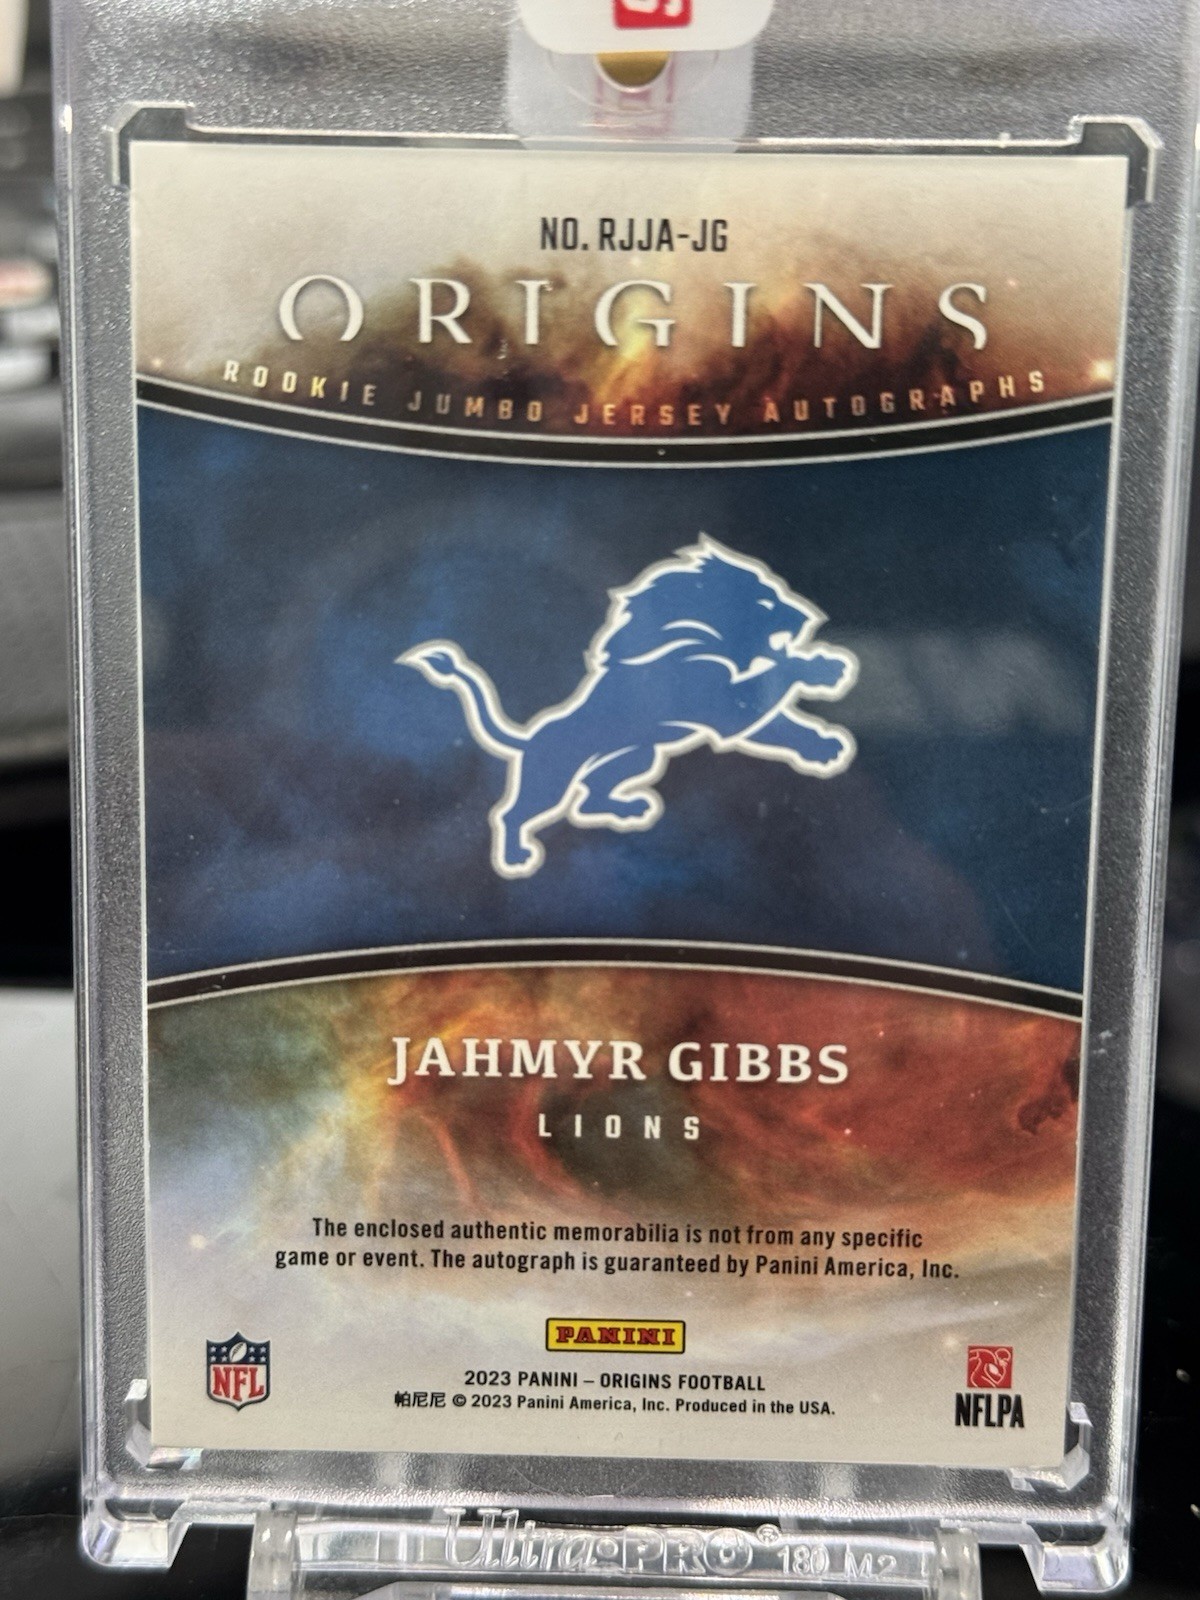 NO. RJJA-JG
ORIGINS
ROOKIE JUMBO JERSEY AUTOGRAPHS
JAHMYR GIBBS
LIONS
The enclosed authentic memorabilia is not from any specific
game or event. The autograph is guaranteed by Panini America, Inc.
PANINI
NFL
2023 PANINI – ORIGINS FOOTBALL
帕尼尼 © 2023 Panini America, Inc. Produced in the USA.
NFLPA
Ultra·PRO® 180 M2